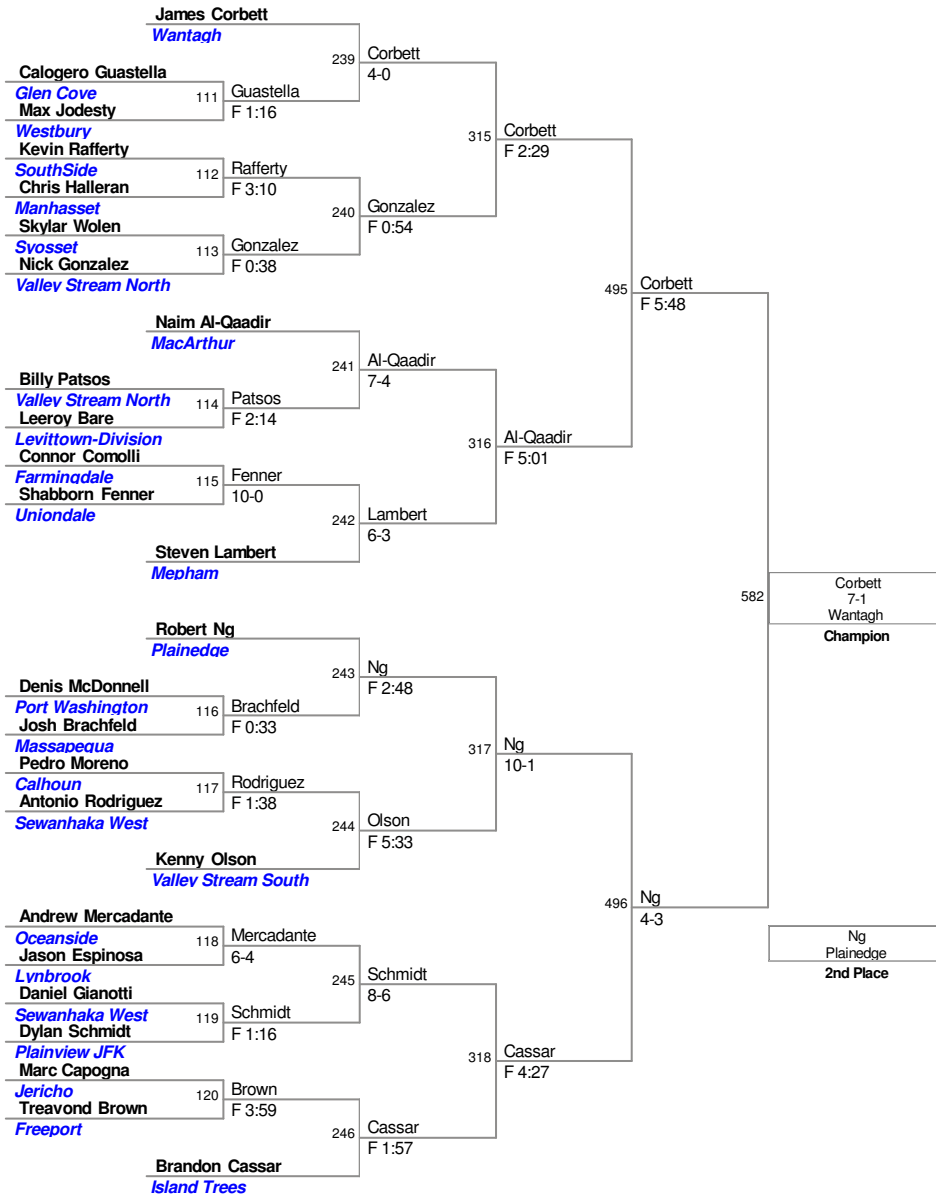 James Corbett
Wantagh
239
Corbett
4-0
Calogero Guastella
Glen Cove
111
Guastella
F 1:16
Max Jodesty
Westbury
315
Corbett
F 2:29
Kevin Rafferty
SouthSide
112
Rafferty
F 3:10
Chris Halleran
Manhasset
240
Gonzalez
F 0:54
Skylar Wolen
Syosset
113
Gonzalez
F 0:38
Nick Gonzalez
Valley Stream North
495
Corbett
F 5:48
Naim Al-Qaadir
MacArthur
241
Al-Qaadir
7-4
Billy Patsos
Valley Stream North
114
Patsos
F 2:14
Leeroy Bare
Levittown-Division
316
Al-Qaadir
F 5:01
Connor Comolli
Farmingdale
115
Fenner
10-0
Shabborn Fenner
Uniondale
242
Lambert
6-3
Steven Lambert
Mepham
582
Corbett
7-1
Wantagh
Champion
Robert Ng
Plainedge
243
Ng
F 2:48
Denis McDonnell
Port Washington
116
Brachfeld
F 0:33
Josh Brachfeld
Massapequa
317
Ng
10-1
Pedro Moreno
Calhoun
117
Rodriguez
F 1:38
Antonio Rodriguez
Sewanhaka West
244
Olson
F 5:33
Kenny Olson
Valley Stream South
496
Ng
4-3
Andrew Mercadante
Oceanside
118
Mercadante
6-4
Jason Espinosa
Lynbrook
Ng
Plainedge
2nd Place
245
Schmidt
8-6
Daniel Gianotti
Sewanhaka West
119
Schmidt
F 1:16
Dylan Schmidt
Plainview JFK
318
Cassar
F 4:27
Marc Capogna
Jericho
120
Brown
F 3:59
Treavond Brown
Freeport
246
Cassar
F 1:57
Brandon Cassar
Island Trees